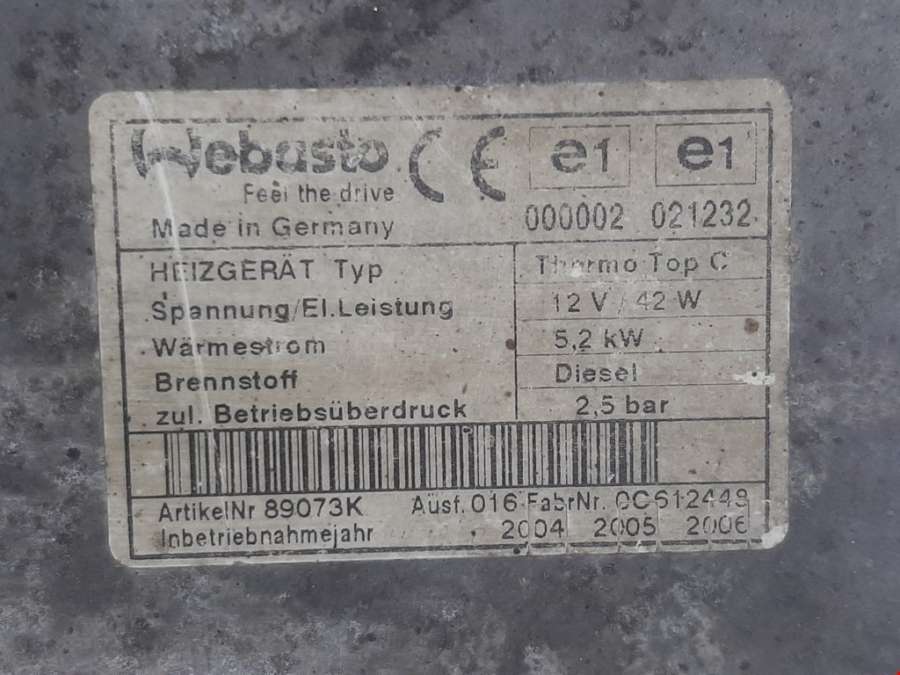 Webasto
Feel the drive
Made in Germany
CE e1 e1
000002 021232
HEIZGERÄT Typ Thermo Top C
Spannung/El.Leistung 12 V / 42 W
Wärmestrom 5,2 kW
Brennstoff Diesel
zul. Betriebsüberdruck 2,5 bar
ArtikelNr 89073K Ausf. 016 FabrNr.
Inbetriebnahmejahr 2004 2005 2006